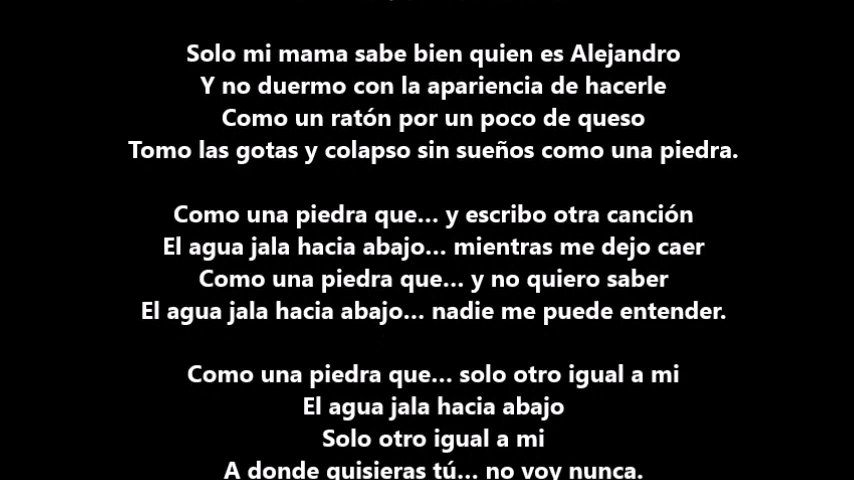 Solo mi mama sabe bien quien es Alejandro
Y no duermo con la apariencia de hacerle
Como un ratón por un poco de queso
Tomo las gotas y colapso sin sueños como una piedra.
Como una piedra que... y escribo otra canción
El agua jala hacia abajo... mientras me dejo caer
Como una piedra que... y no quiero saber
El agua jala hacia abajo... nadie me puede entender.
Como una piedra que... solo otro igual a mi
El agua jala hacia abajo
Solo otro igual a mi
A donde quisieras tú... no voy nunca.